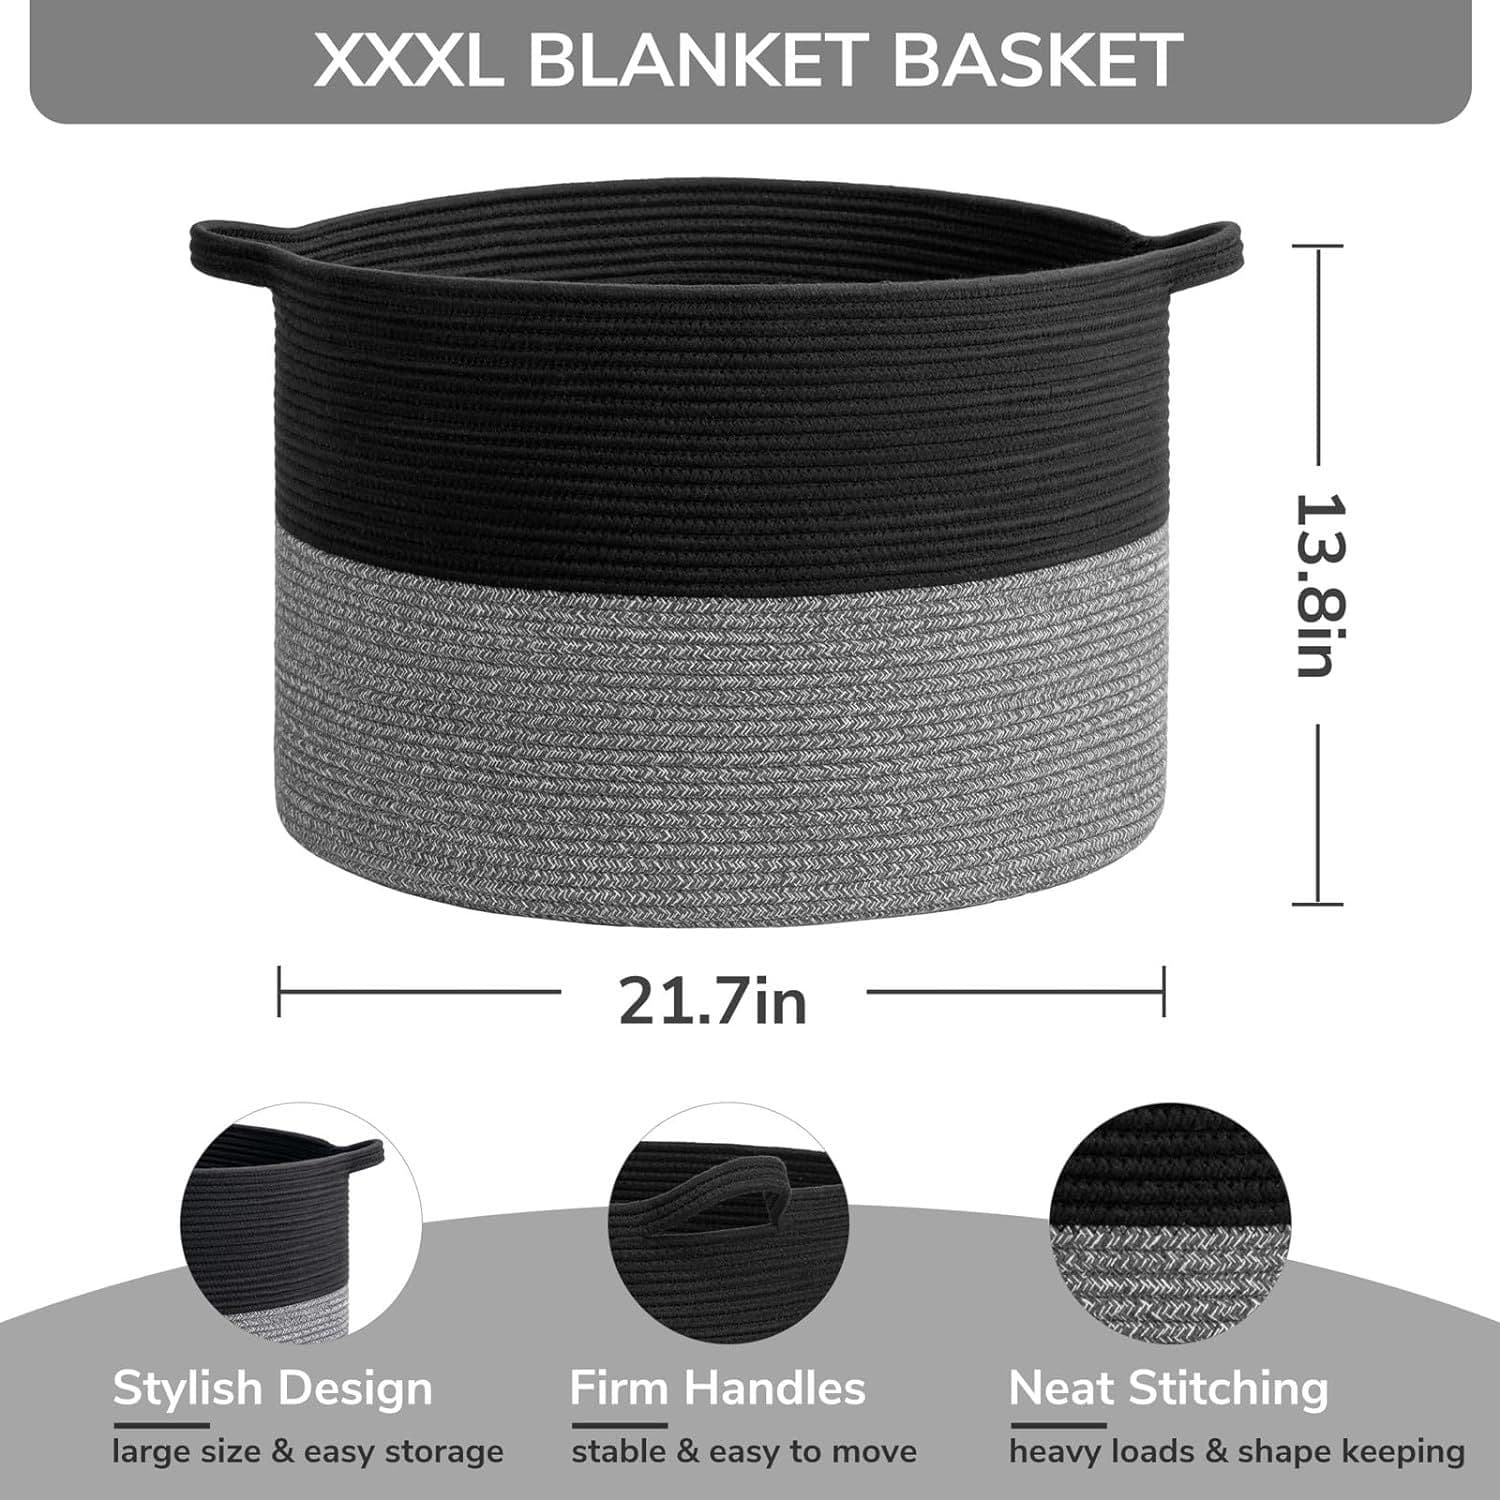 XXXL BLANKET BASKET
13.8in
21.7in
Stylish Design
large size & easy storage
Firm Handles
stable & easy to move
Neat Stitching
heavy loads & shape keeping